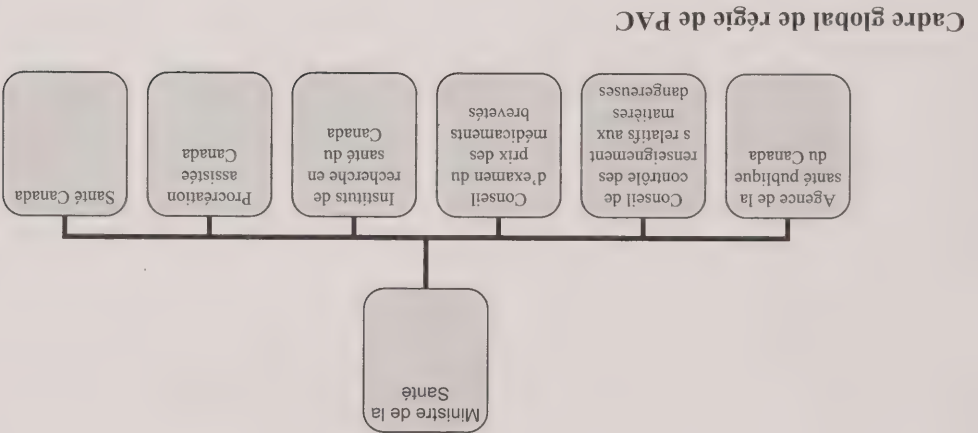 Ministre de la
Santé
Agence de la
santé publique
du Canada
Conseil de
contrôle des
renseignement
s relatifs aux
matières
dangereuses
Conseil
d'examen du
prix des
médicaments
brevetés
Instituts de
recherche en
santé du
Canada
Procréation
assistée
Canada
Santé Canada
Cadre global de régie de PAC